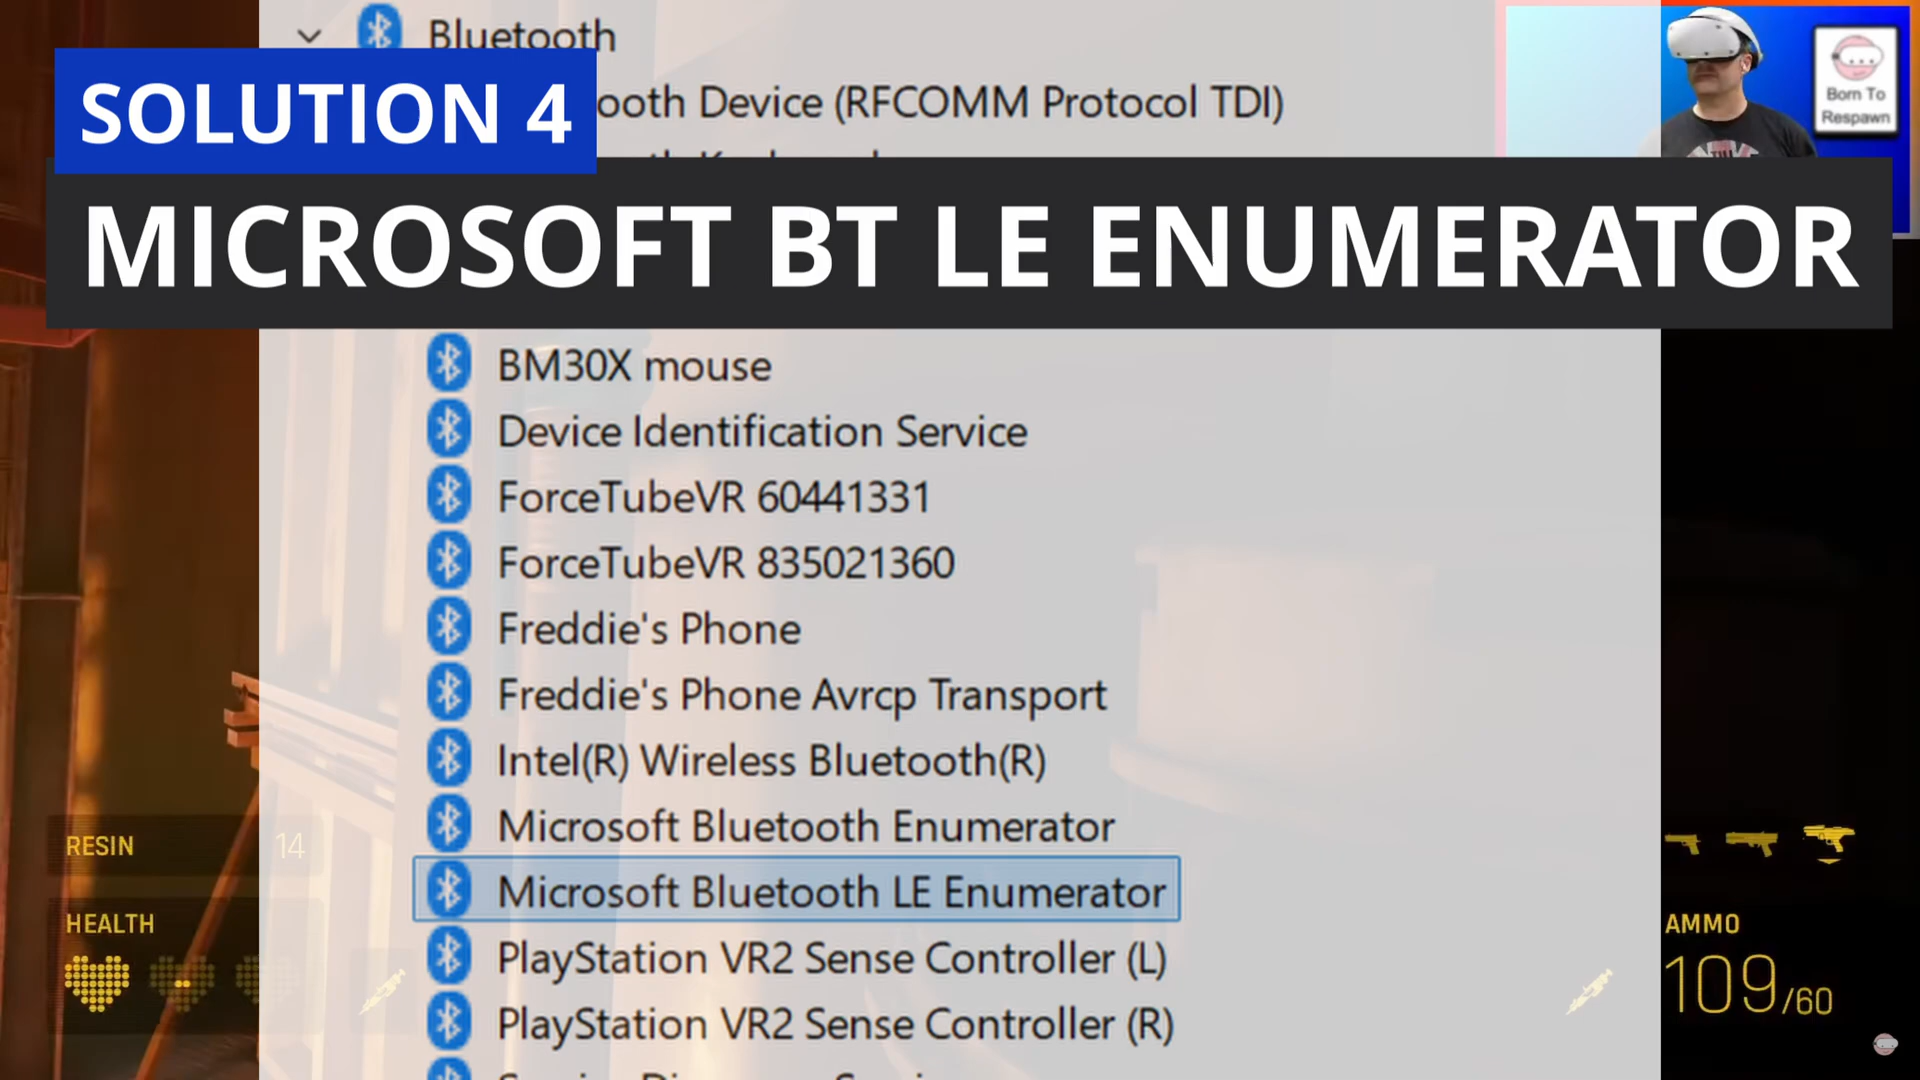 Bluetooth
SOLUTION 4
ooth Device (RFCOMM Protocol TDI)
Born To
Respawn
MICROSOFT BT LE ENUMERATOR
BM30X mouse
Device Identification Service
ForceTubeVR 60441331
ForceTubeVR 835021360
Freddie's Phone
Freddie's Phone Avrcp Transport
Intel(R) Wireless Bluetooth(R)
Microsoft Bluetooth Enumerator
Microsoft Bluetooth LE Enumerator
PlayStation VR2 Sense Controller (L)
PlayStation VR2 Sense Controller (R)
RESIN 14
HEALTH
AMMO
109/60